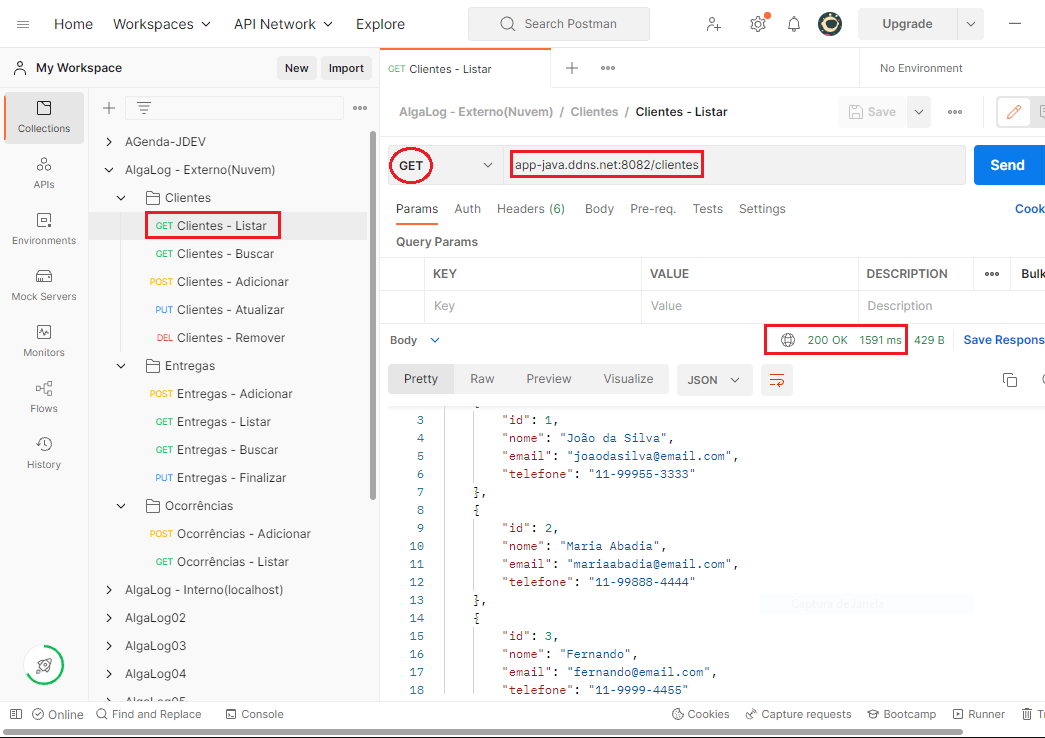 Home Workspaces API Network Explore Search Postman Upgrade
My Workspace New Import
GET Clientes - Listar No Environment
Collections
APIs
Environments
Mock Servers
Monitors
Flows
History
AGenda-JDEV
AlgaLog - Externo(Nuvem)
Clientes
GET Clientes - Listar
GET Clientes - Buscar
POST Clientes - Adicionar
PUT Clientes - Atualizar
DEL Clientes - Remover
Entregas
POST Entregas - Adicionar
GET Entregas - Listar
GET Entregas - Buscar
PUT Entregas - Finalizar
Ocorrências
POST Ocorrências - Adicionar
GET Ocorrências - Listar
AlgaLog - Interno(localhost)
AlgaLog02
AlgaLog03
AlgaLog04
AlgaLog05
AlgaLog - Externo(Nuvem) / Clientes / Clientes - Listar Save
GET app-java.ddns.net:8082/clientes Send
Params Auth Headers (6) Body Pre-req. Tests Settings Cook
Query Params
KEY VALUE DESCRIPTION Bulk
Key Value Description
Body 200 OK 1591 ms 429 B Save Respons
Pretty Raw Preview Visualize JSON
3 "id": 1,
4 "nome": "João da Silva",
5 "email": "joaodasilva@email.com",
6 "telefone": "11-99955-3333"
7 },
8 {
9 "id": 2,
10 "nome": "Maria Abadia",
11 "email": "mariaabadia@email.com",
12 "telefone": "11-99888-4444"
13 },
14 {
15 "id": 3,
16 "nome": "Fernando",
17 "email": "fernando@email.com",
18 "telefone": "11-9999-4455"
Captura de janela
Online Find and Replace Console Cookies Capture requests Bootcamp Runner Tr